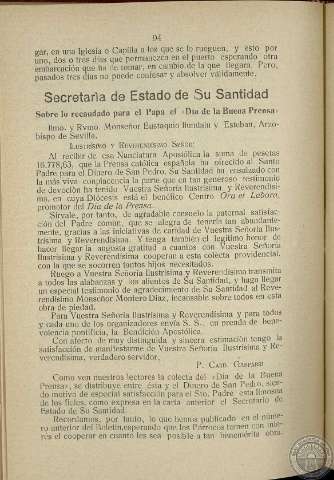 94
gar, en una Iglesia o Capilla a los que se lo rueguen, y esto por
uno, dos o tres días que permanezca en el puerto esperando otra
embarcación que ha de tomar, en cambio de la que llegara. Pero,
pasados tres días no puede confesar y absolver válidamente.
Secretaría de Estado de Su Santidad
Sobre lo recaudado para el Papa el «Día de la Buena Prensa»
Ilmo. y Rvmo. Monseñor Eustaquio Ilundain y Esteban, Arzo-
bispo de Sevilla.
Ilustrísimo y Reverendísimo Señor:
Al recibir de esa Nunciatura Apostólica la suma de pesetas
16.778,63, que la Prensa católica española ha ofrecido al Santo
Padre para el Dinero de San Pedro, Su Santidad ha resaltado con
la más viva complacencia la parte que en tan generoso testimonio
de devoción ha tenido Vuestra Señoría Ilustrísima y Reverendísi-
ma, en cuya Diócesis está el benéfico Centro Ora et Labora,
promotor del Día de la Prensa.
Sírvale, por tanto, de agradable consuelo la paternal satisfac-
ción del Padre común, que se alegra de tenerla tan abundante-
mente, gracias a las iniciativas de caridad de Vuestra Señoría Ilus-
trísima y Reverendísima. Y tenga también el legítimo honor de
hacer llegar la augusta gratitud a cuantos con Vuestra Señoría
Ilustrísima y Reverendísima cooperan a esta colecta providencial,
con la que se socorren tantos hijos necesitados.
Ruego a Vuestra Señoría Ilustrísima y Reverendísima transmita
a todos las alabanzas y los alientos de Su Santidad, y haga llegar
un especial testimonio de agradecimiento de Su Santidad al Reve-
rendísimo Monseñor Montero Díaz, incansable sobre todos en esta
obra de piedad.
Para Vuestra Señoría Ilustrísima y Reverendísima y para todos
y cada uno de los organizadores envía S. S., en prenda de bene-
volencia pontificia, la Bendición Apostólica.
Con afecto de muy distinguida y sincera estimación tengo la
satisfacción de manifestarme de Vuestra Señoría Ilustrísima y Re-
verendísima, verdadero servidor,
P. Card. Gasparri
Como ven nuestros lectores la colecta del «Día de la Buena
Prensa», se distribuye entre ésta y el Dinero de San Pedro, sien-
do motivo de especial satisfacción para el Sto. Padre esta limosna
de los fieles, como expresa en la carta anterior el Secretario de
Estado de Su Santidad.
Recordamos, por tanto, lo que hemos publicado en el núme-
ro anterior del Boletín, esperando que los Párrocos tomen con inte-
rés el cooperar en cuanto les sea posible a tan benemérita obra.